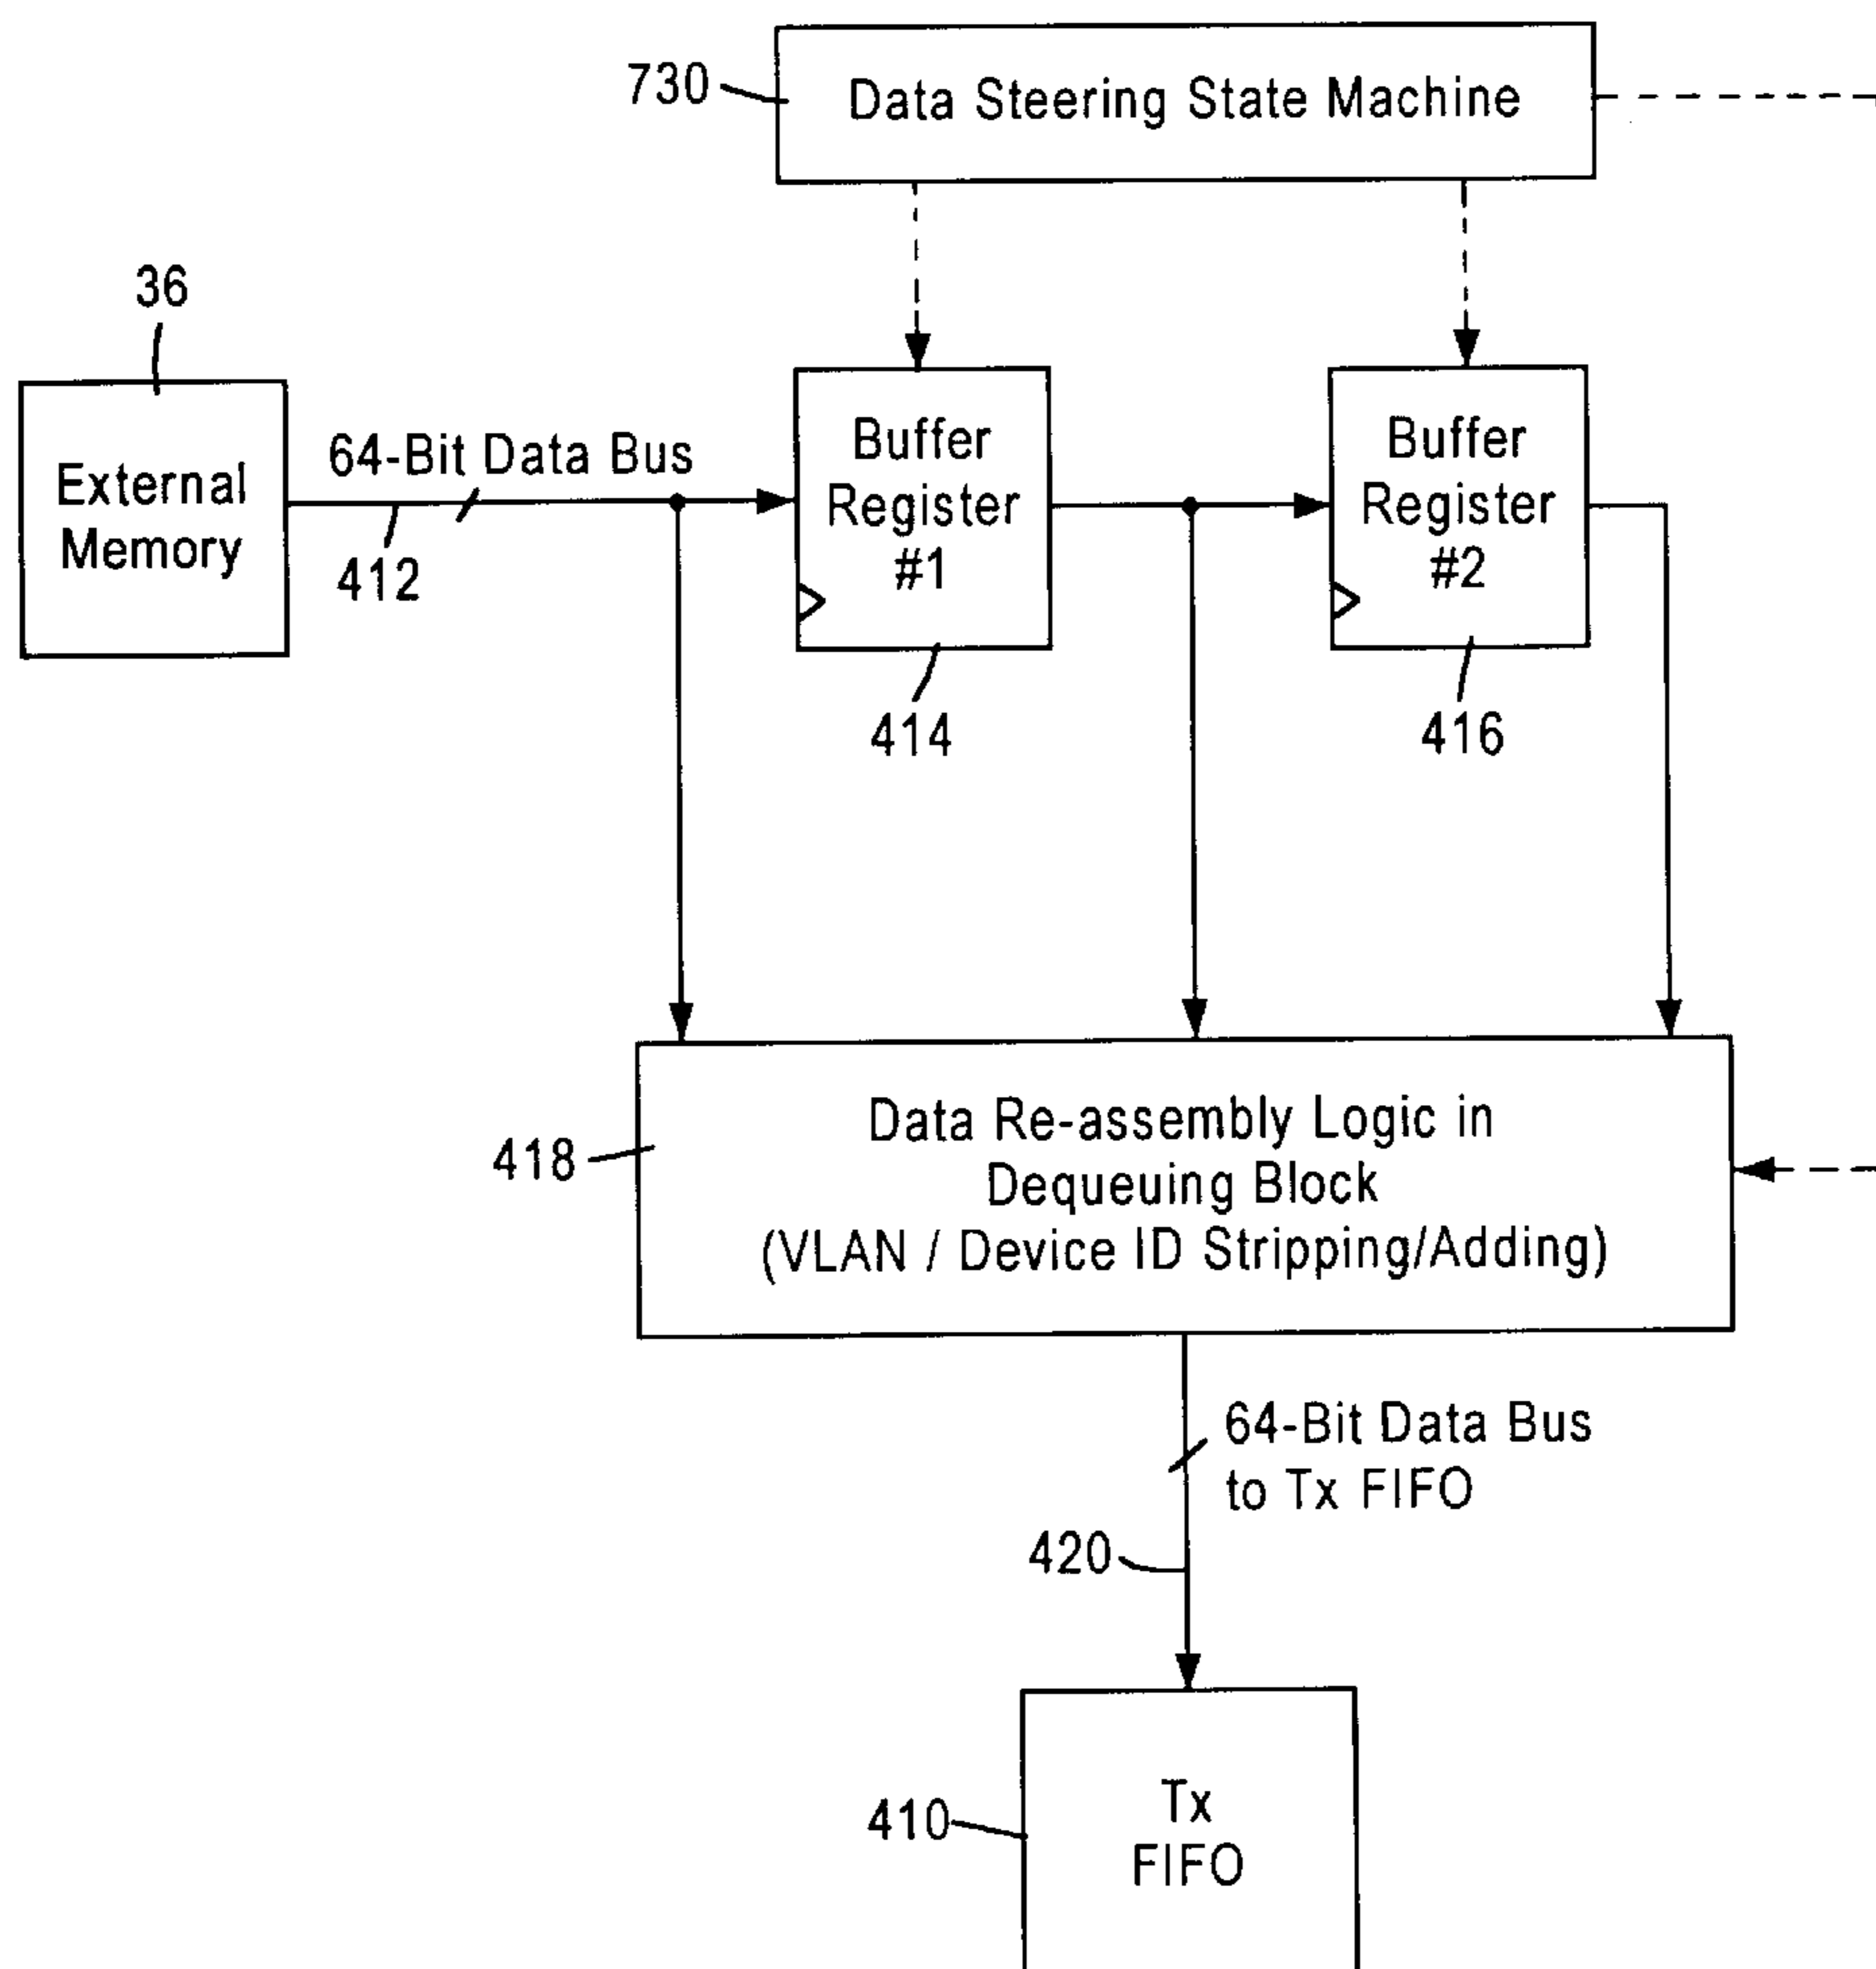 730
Data Steering State Machine
36
External
Memory
64-Bit Data Bus
412
Buffer
Register
#1
414
Buffer
Register
#2
416
418
Data Re-assembly Logic in
Dequeuing Block
(VLAN / Device ID Stripping/Adding)
64-Bit Data Bus
to Tx FIFO
420
410
Tx
FIFO